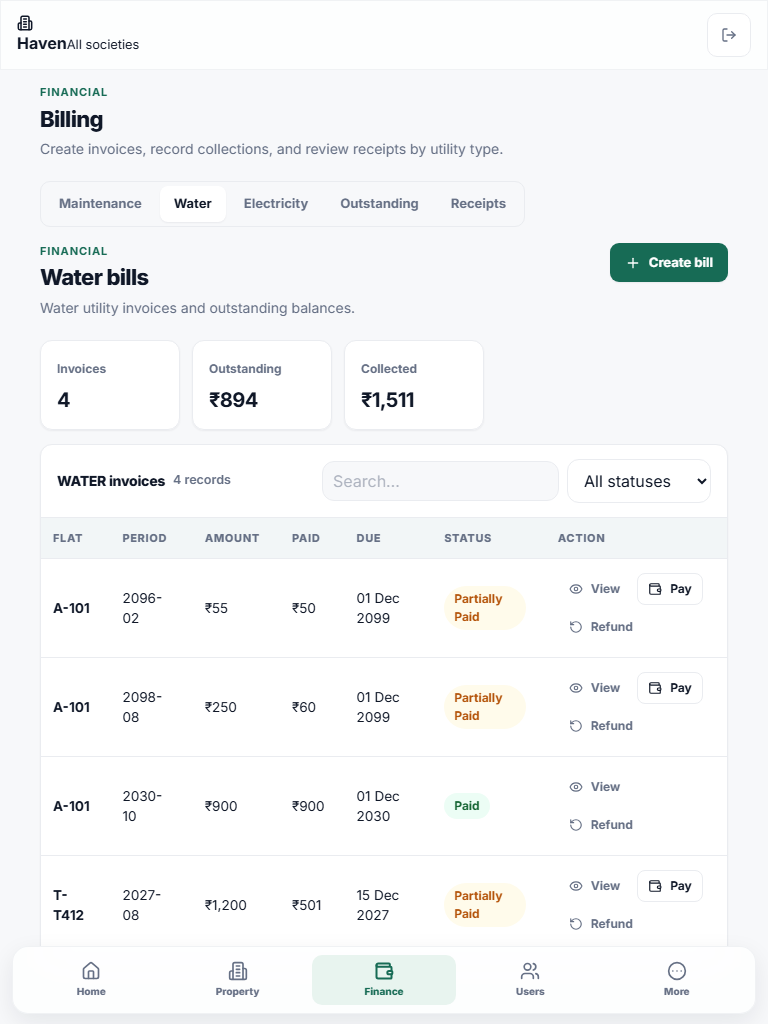 HavenAll societies
FINANCIAL
Billing
Create invoices, record collections, and review receipts by utility type.
Maintenance Water Electricity Outstanding Receipts
FINANCIAL
Water bills
Water utility invoices and outstanding balances.
+ Create bill
Invoices
4
Outstanding
₹894
Collected
₹1,511
WATER invoices 4 records Search... All statuses
FLAT PERIOD AMOUNT PAID DUE STATUS ACTION
A-101
2096-
02
₹55
₹50
01 Dec
2099
Partially
Paid
View Pay
Refund
A-101
2098-
08
₹250
₹60
01 Dec
2099
Partially
Paid
View Pay
Refund
A-101
2030-
10
₹900
₹900
01 Dec
2030
Paid
View
Refund
T-
T412
2027-
08
₹1,200
₹501
15 Dec
2027
Partially
Paid
View Pay
Refund
Home Property Finance Users More